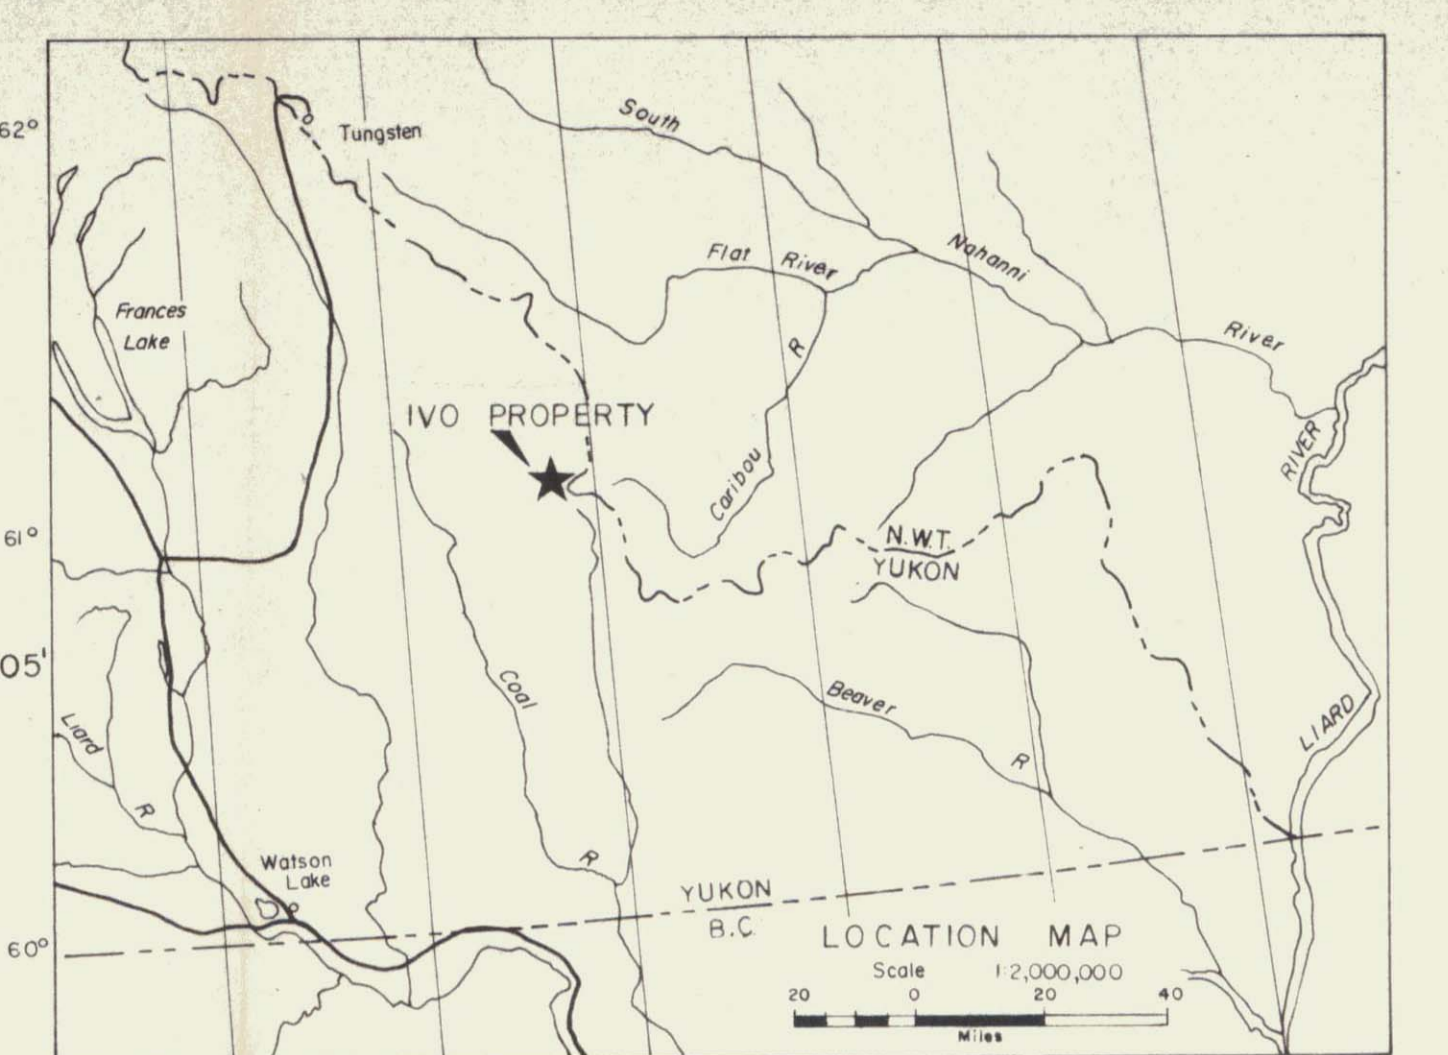 62°
Tungsten
South
Flat River
Nahanni
River
Frances
Lake
R
IVO PROPERTY
RIVER
Caribou
61°
N.W.T.
YUKON
05'
Coal
Beaver
Liard
LIARD
R
R
Watson
Lake
R
YUKON
B.C.
60°
LOCATION MAP
Scale 1:2,000,000
20 0 20 40
Miles